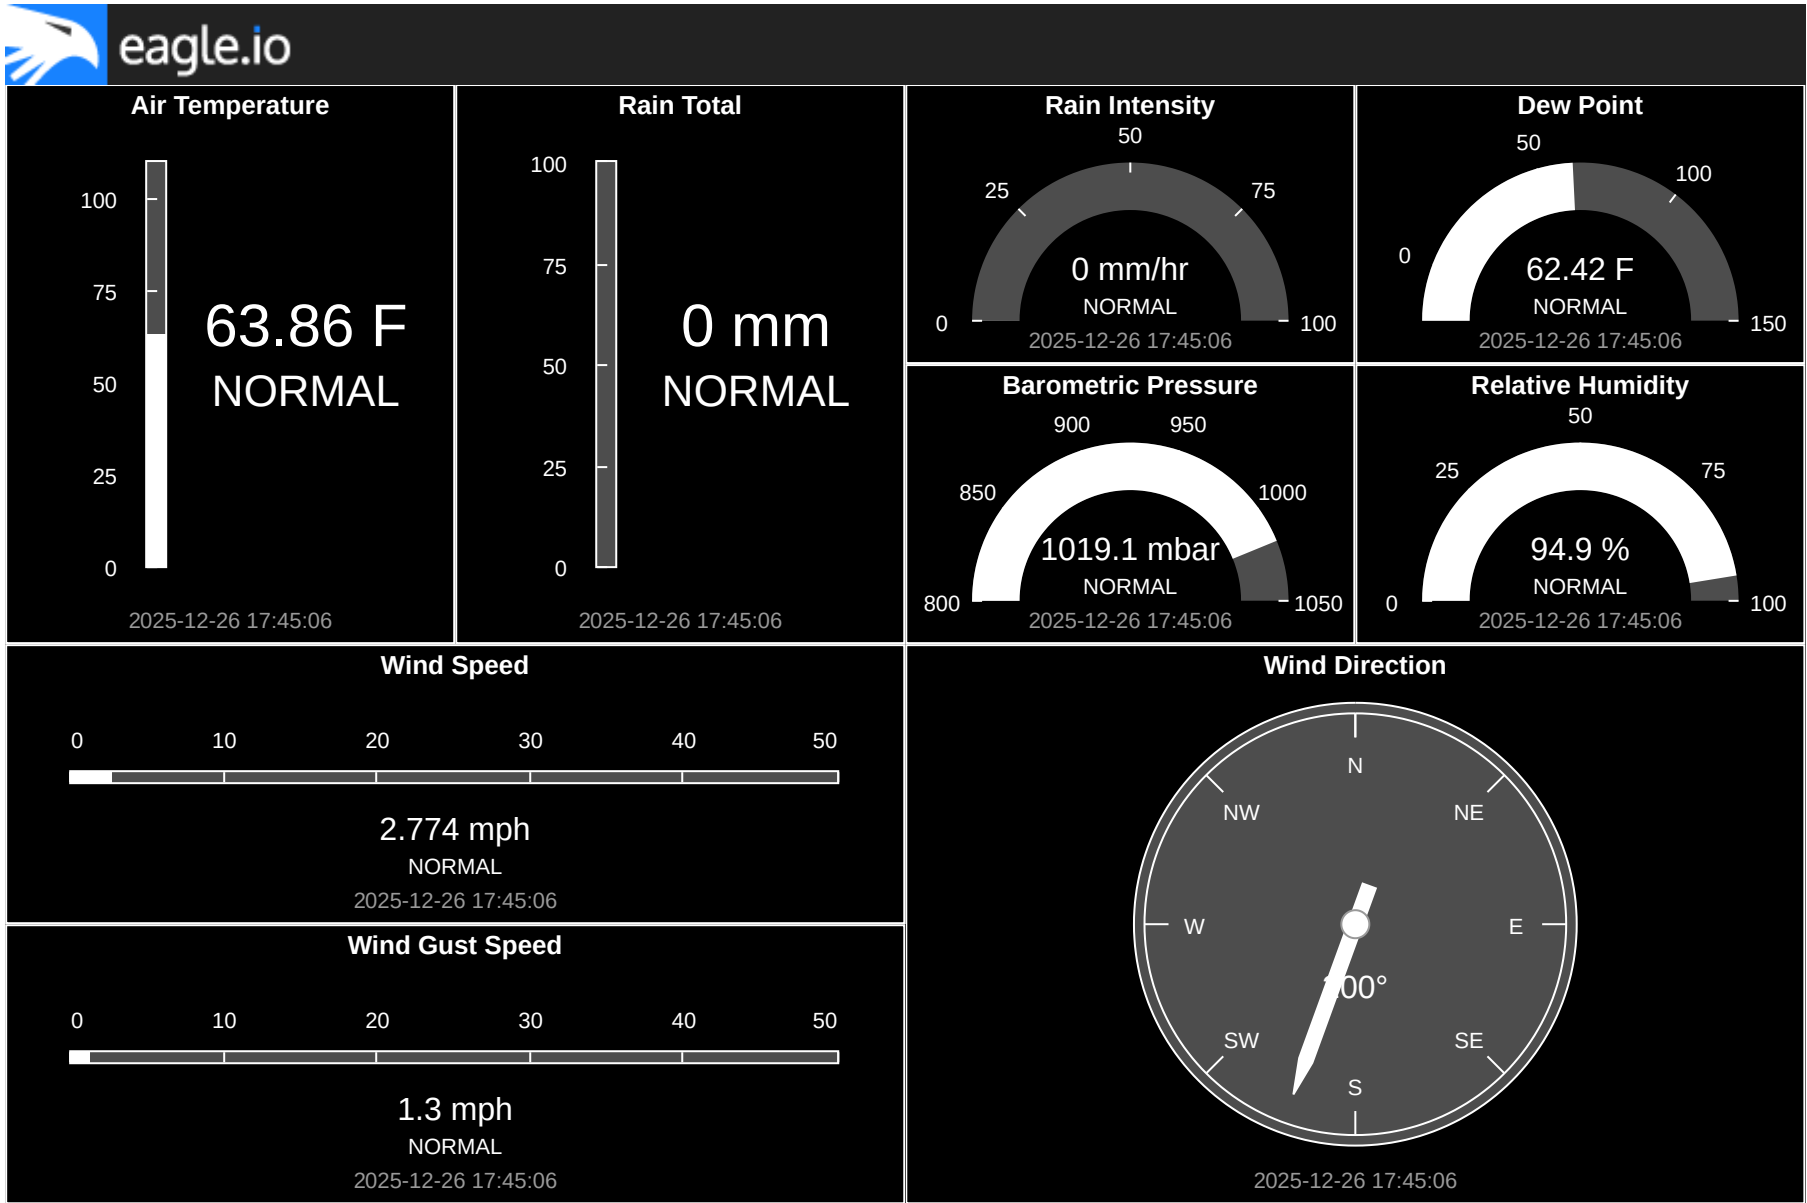 eagle.io
Air Temperature
100
75
50
25
0
63.86 F
NORMAL
2025-12-26 17:45:06
Rain Total
100
75
50
25
0
0 mm
NORMAL
2025-12-26 17:45:06
Rain Intensity
0
25
50
75
100
0 mm/hr
NORMAL
2025-12-26 17:45:06
Dew Point
0
50
100
150
62.42 F
NORMAL
2025-12-26 17:45:06
Barometric Pressure
800
850
900
950
1000
1050
1019.1 mbar
NORMAL
2025-12-26 17:45:06
Relative Humidity
0
25
50
75
100
94.9 %
NORMAL
2025-12-26 17:45:06
Wind Speed
0 10 20 30 40 50
2.774 mph
NORMAL
2025-12-26 17:45:06
Wind Gust Speed
0 10 20 30 40 50
1.3 mph
NORMAL
2025-12-26 17:45:06
Wind Direction
N
NW NE
W E
SW SE
S
2025-12-26 17:45:06